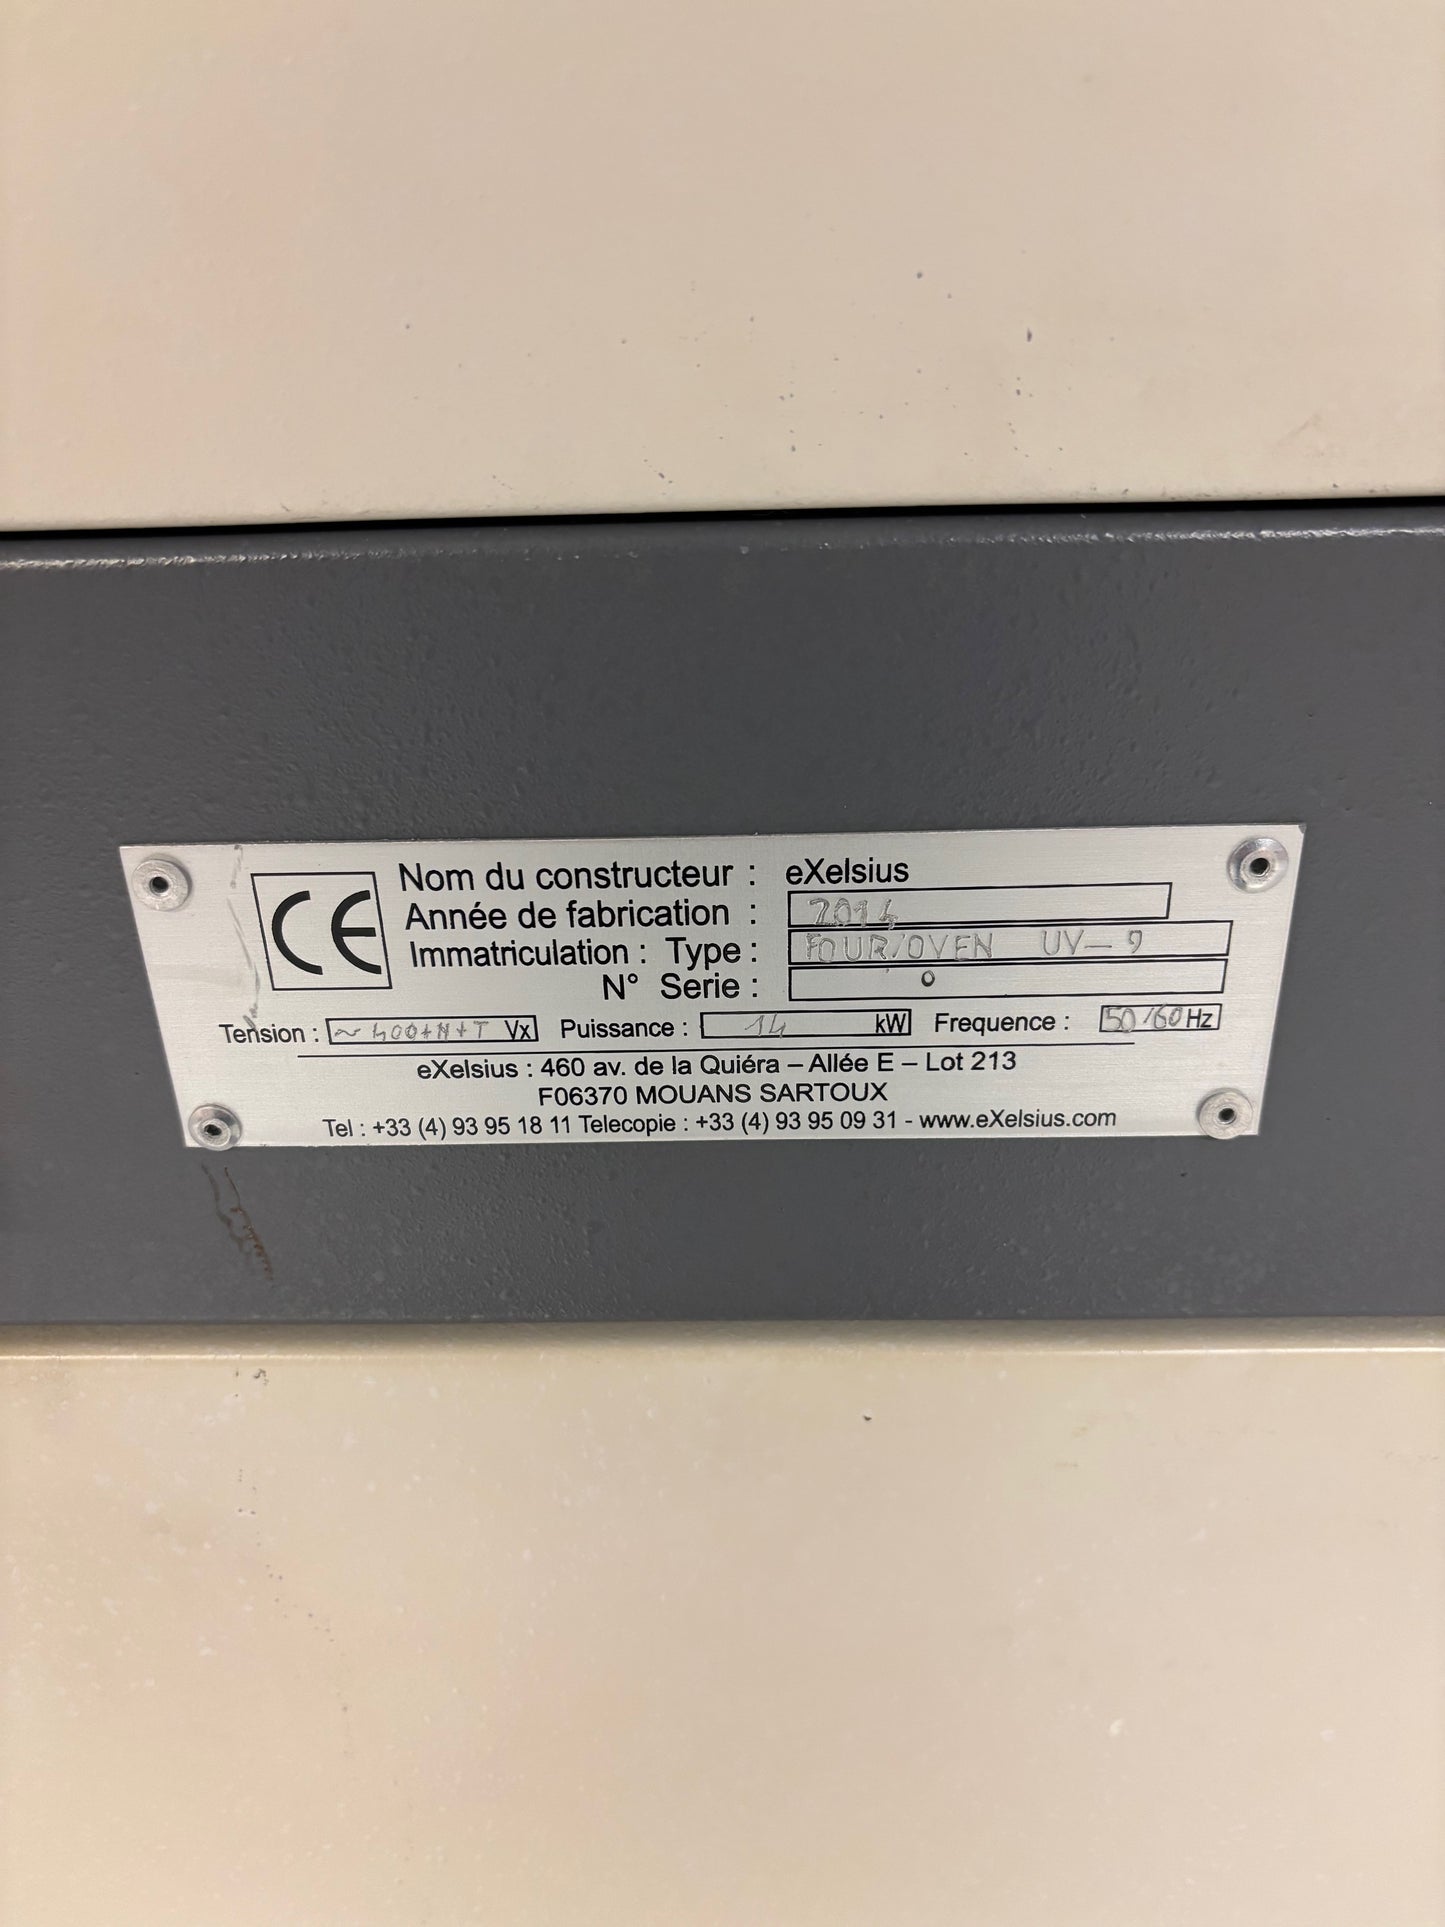 CE
Nom du constructeur : eXelsius
Année de fabrication : 2014
Immatriculation : Type : FOUR/OVEN UV-9
N° Serie : 0
Tension : ~ 400+N+T Vx Puissance : 14 kW Frequence : 50/60 Hz
eXelsius : 460 av. de la Quiéra – Allée E – Lot 213
F06370 MOUANS SARTOUX
Tel : +33 (4) 93 95 18 11 Telecopie : +33 (4) 93 95 09 31 - www.eXelsius.com